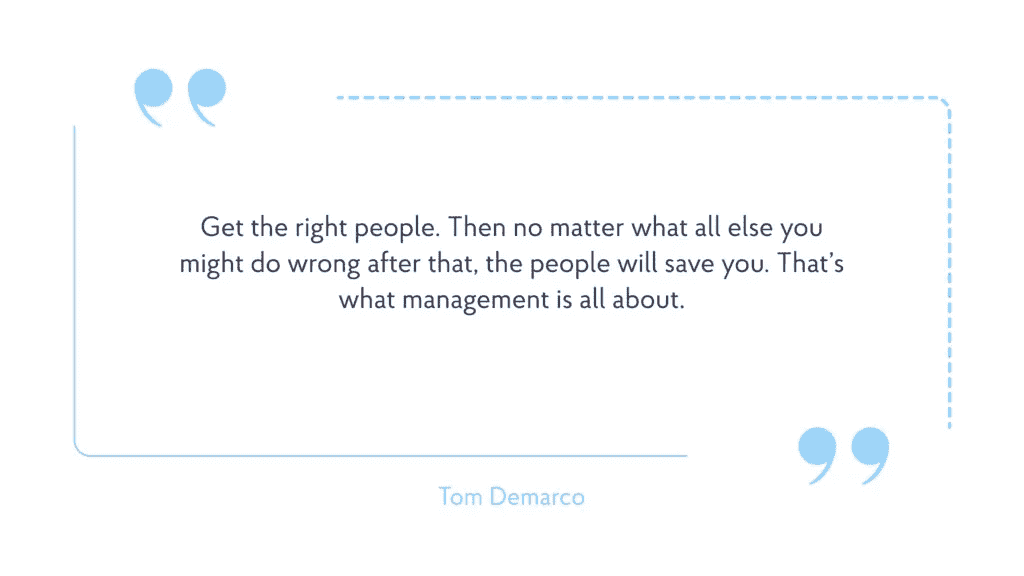 Get the right people. Then no matter what all else you
might do wrong after that, the people will save you. That’s
what management is all about.
Tom Demarco